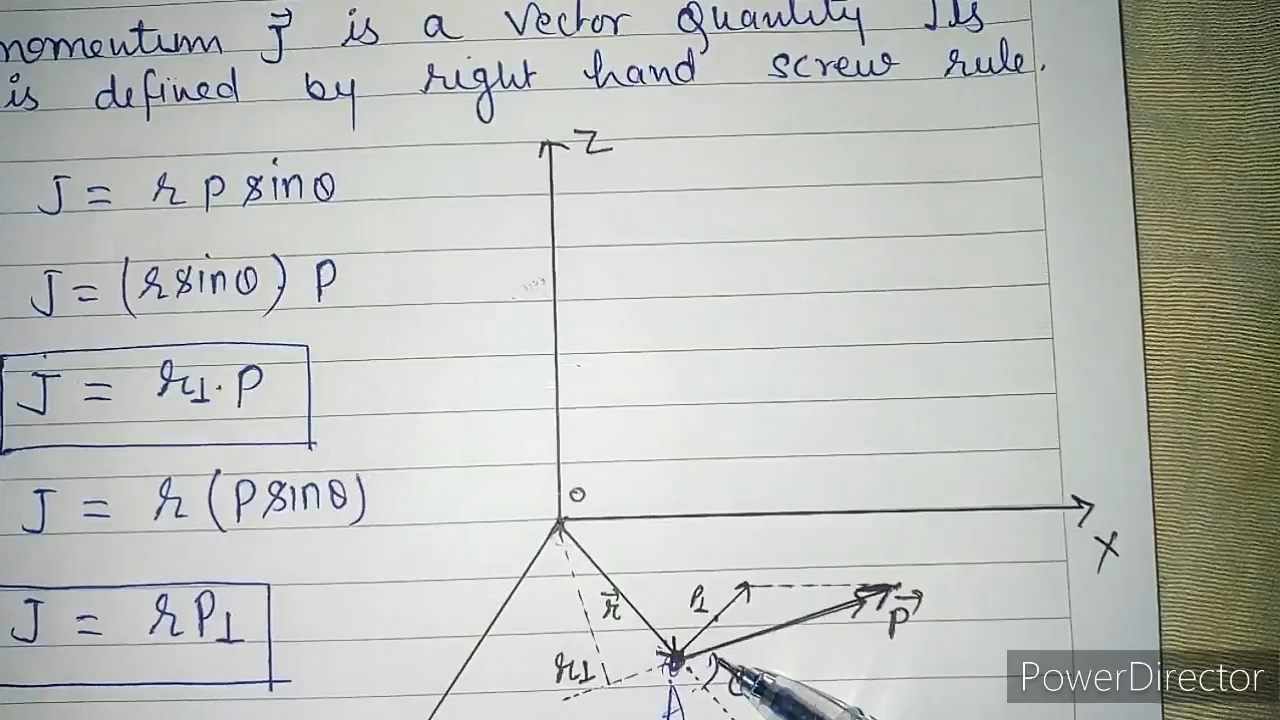 momentum J⃗ is a vector quantity Its
is defined by right hand screw rule.
Z
J = r p sinθ
J = (r sinθ) P
J = r⊥ . P
O
J = r (P sinθ)
X
r⃗
P⊥
P⃗
J = r P⊥
r⊥
A
PowerDirector